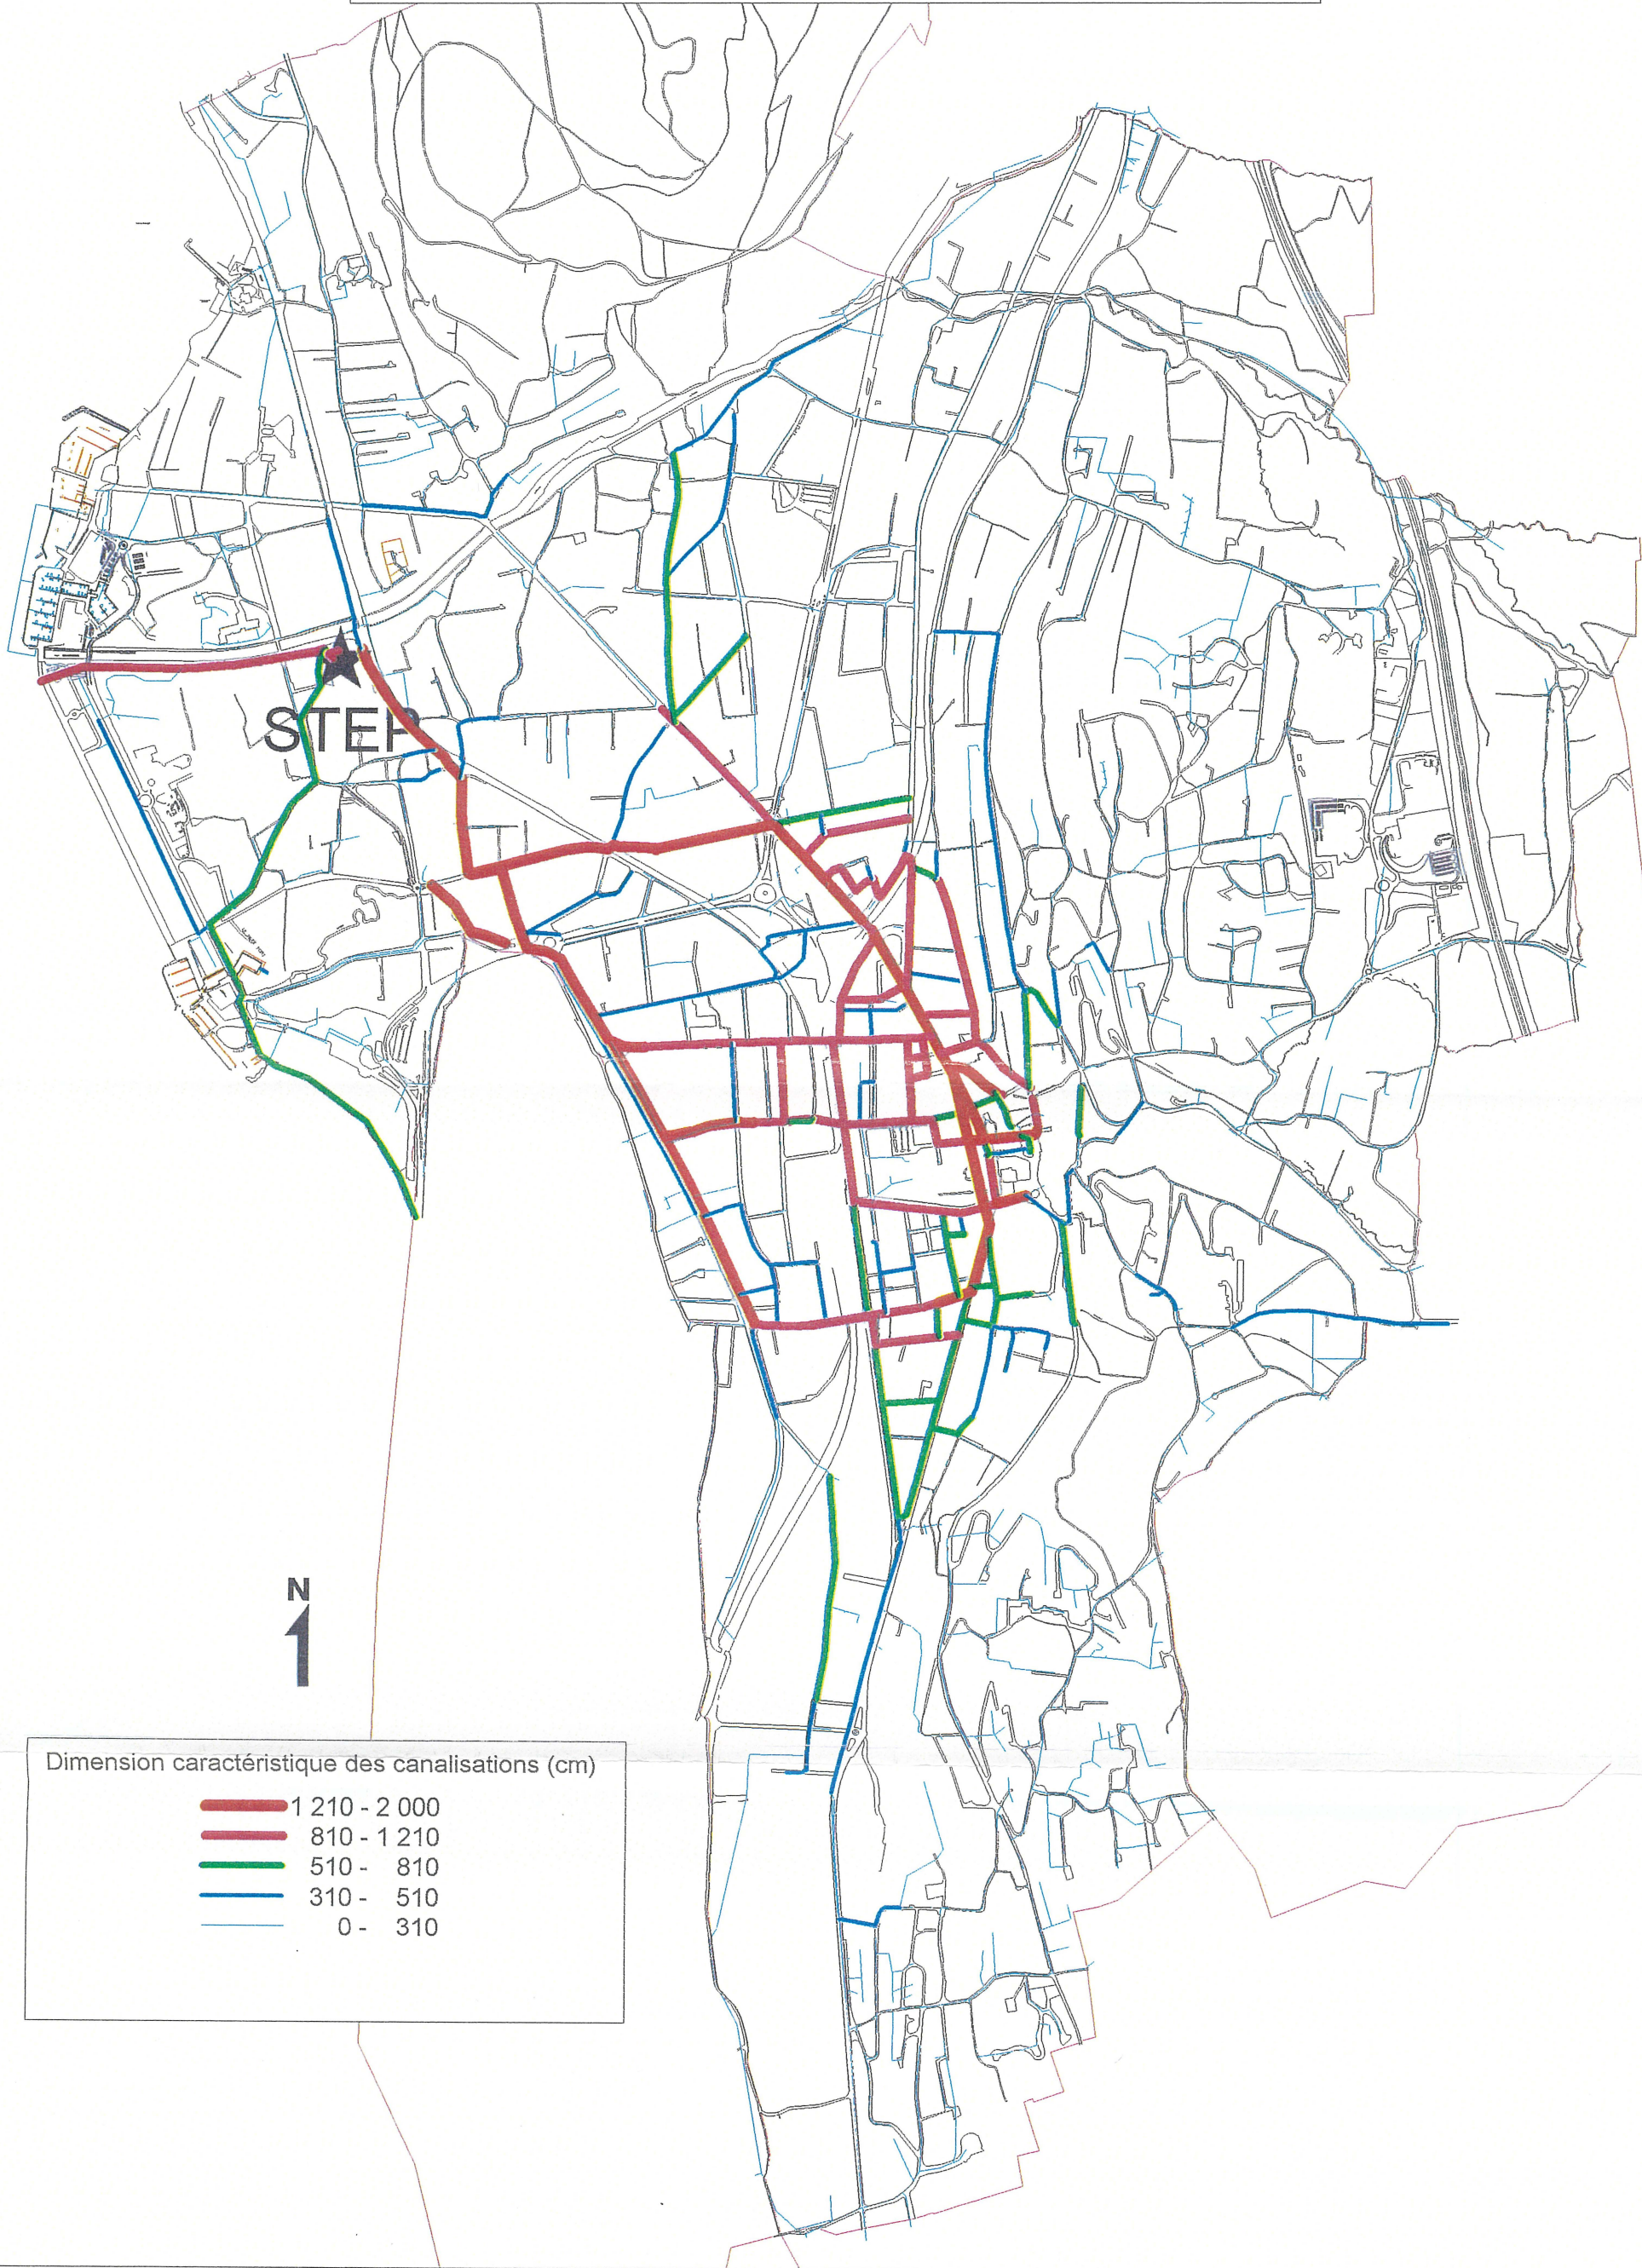 STEP
N
Dimension caractéristique des canalisations (cm)
1 210 - 2 000
810 - 1 210
510 - 810
310 - 510
0 - 310